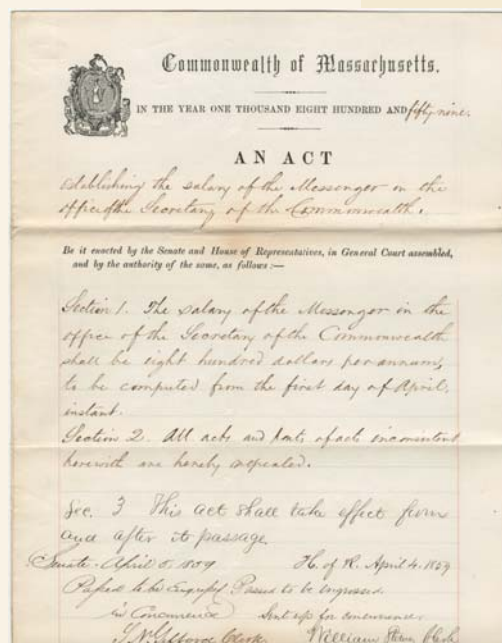 Commonwealth of Massachusetts.
IN THE YEAR ONE THOUSAND EIGHT HUNDRED AND fifty-nine.
AN ACT
establishing the salary of the Messenger in the
office of the Secretary of the Commonwealth.
Be it enacted by the Senate and House of Representatives, in General Court assembled,
and by the authority of the same, as follows :—
Section 1. The salary of the Messenger in the
office of the Secretary of the Commonwealth
shall be eight hundred dollars per annum,
to be computed from the first day of April,
instant.
Section 2. All acts and parts of acts inconsistent
herewith are hereby repealed.
Sec. 3 This act shall take effect from
and after its passage.
Senate. April 5. 1859 H. of R. April 4. 1859
Passed to be Engrossed Passed to be engrossed.
in Concurrence Sent up for concurrence.
Clerk William Stowe Clerk